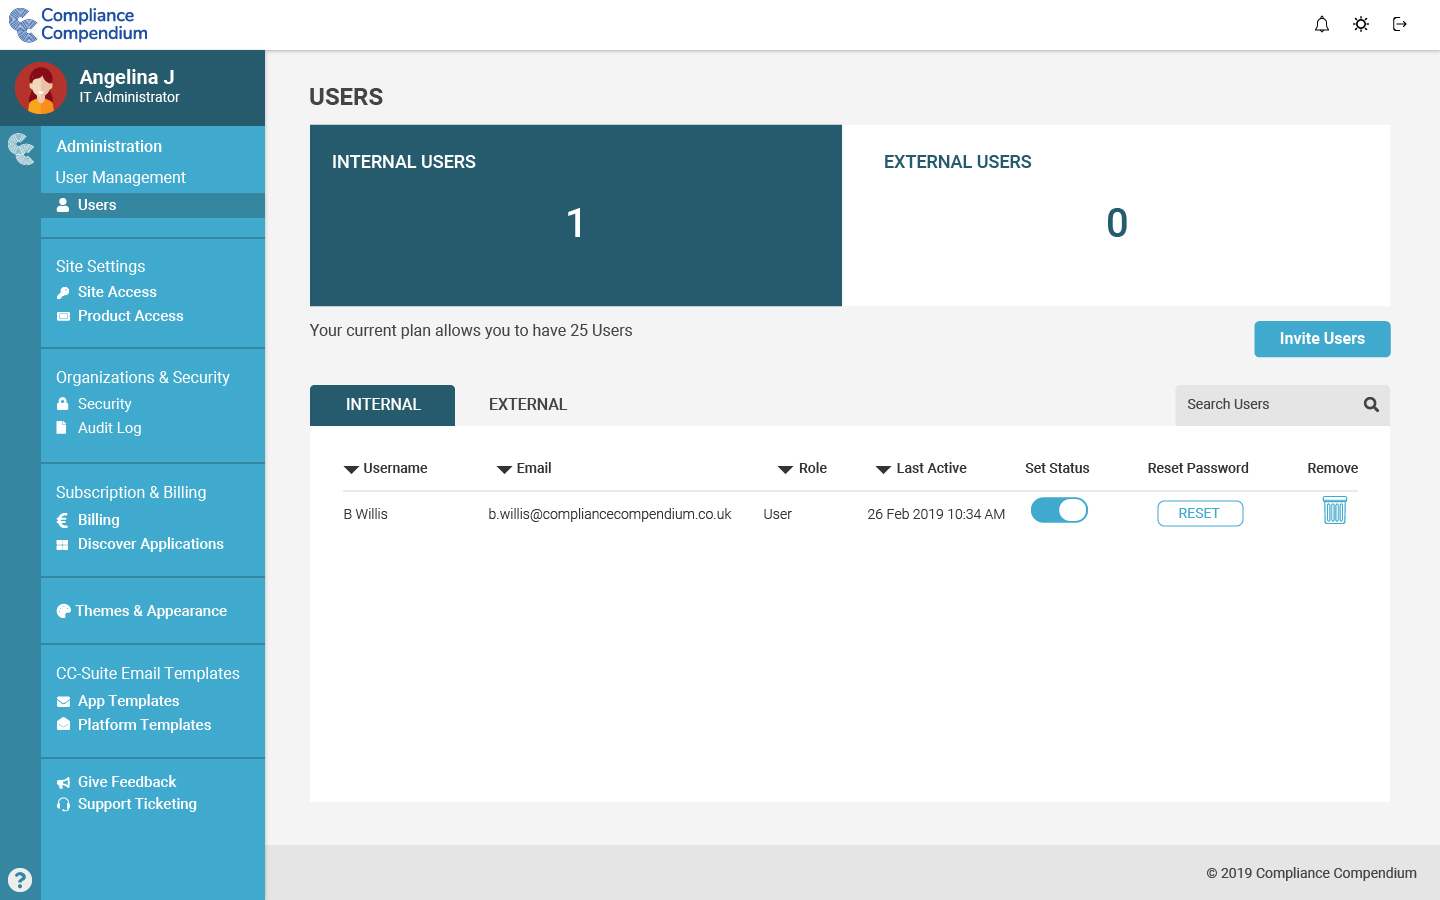 Compliance
Compendium
Angelina J
IT Administrator
Administration
User Management
Users
Site Settings
Site Access
Product Access
Organizations & Security
Security
Audit Log
Subscription & Billing
Billing
Discover Applications
Themes & Appearance
CC-Suite Email Templates
App Templates
Platform Templates
Give Feedback
Support Ticketing
?
USERS
INTERNAL USERS
1
EXTERNAL USERS
0
Your current plan allows you to have 25 Users
Invite Users
INTERNAL EXTERNAL Search Users
Username Email Role Last Active Set Status Reset Password Remove
B Willis b.willis@compliancecompendium.co.uk User 26 Feb 2019 10:34 AM RESET
© 2019 Compliance Compendium